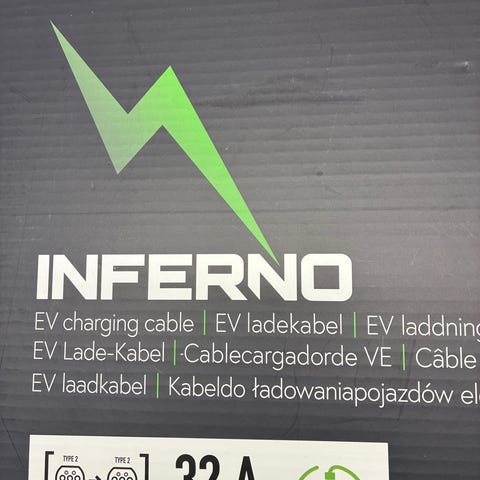 INFERNO
EV charging cable | EV ladekabel | EV laddning
EV Lade-Kabel | Cablecargadorde VE | Câble
EV laadkabel | Kabeldo ładowaniapojazdów el
TYPE 2 TYPE 2
32 A